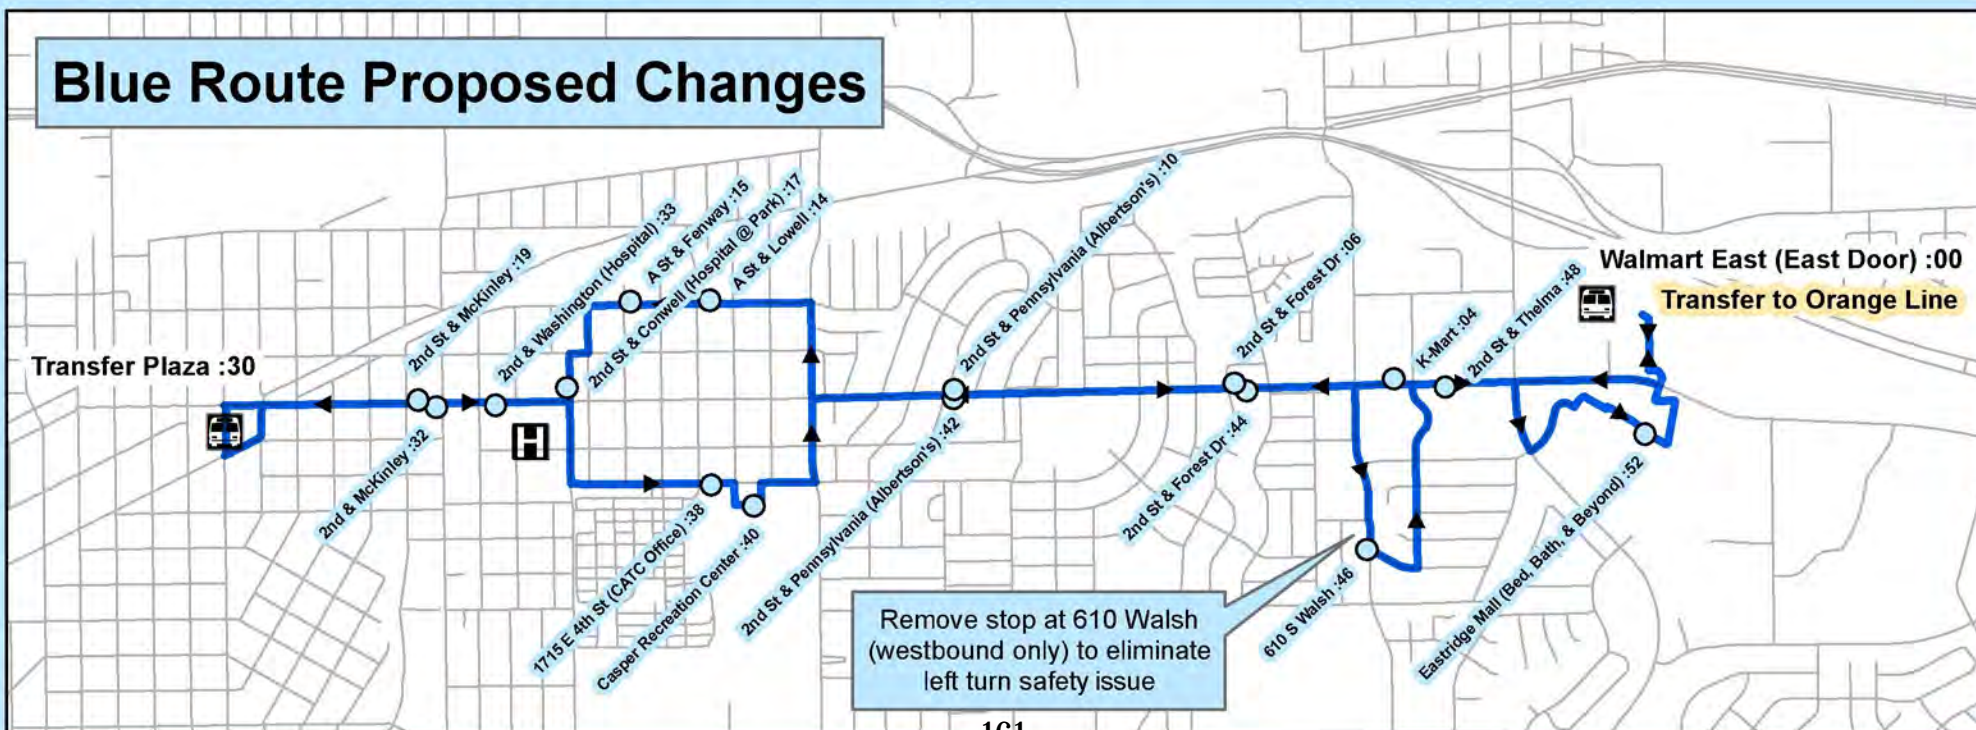 Blue Route Proposed Changes
2nd St & Pennsylvania (Albertson's) :10
A St & Fenway :15
2nd St & Conwell (Hospital @ Park) :17
A St & Lowell :14
2nd & Washington (Hospital) :33
2nd St & McKinley :19
2nd St & Forest Dr :06
K-Mart :04
2nd St & Thelma :48
Walmart East (East Door) :00
Transfer to Orange Line
Transfer Plaza :30
H
2nd & McKinley :32
1715 E 4th St (CATC Office) :38
Casper Recreation Center :40
2nd St & Pennsylvania (Albertson's) :42
2nd St & Forest Dr :44
610 S Walsh :46
Eastridge Mall (Bed, Bath, & Beyond) :52
Remove stop at 610 Walsh
(westbound only) to eliminate
left turn safety issue
161